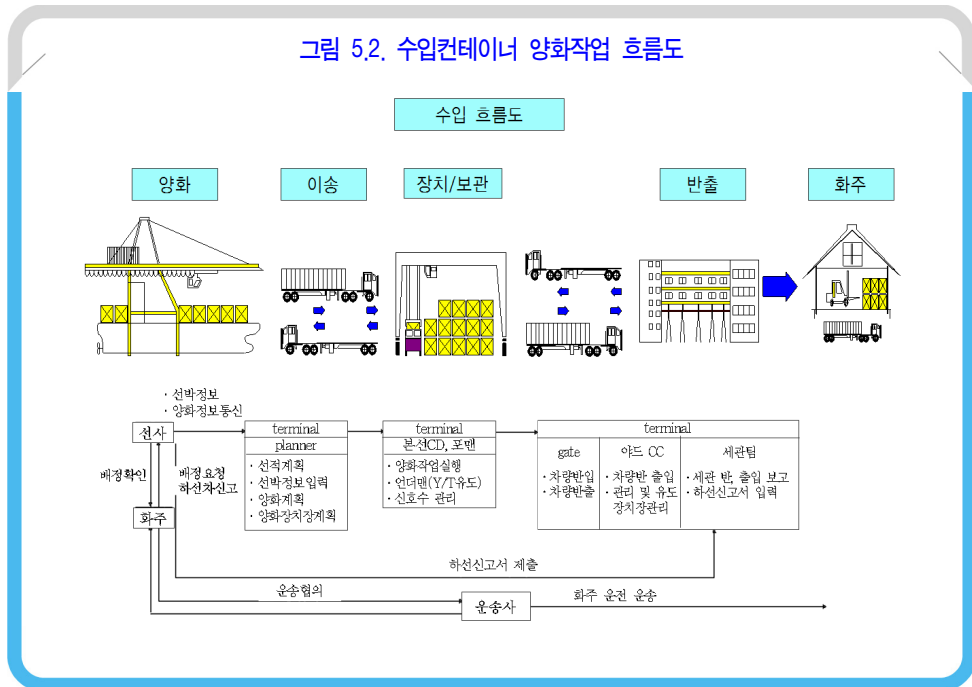 그림 5.2. 수입컨테이너 양화작업 흐름도
수입 흐름도
양화
이송
장치/보관
반출
화주
· 선박정보
· 양화정보통신
선사
배정확인
배정요청
하선차신고
화주
terminal
planner
· 선적계획
· 선박정보입력
· 양화계획
· 양화장치장계획
terminal
본선CD, 포맨
· 양화작업실행
· 언더맨(Y/T유도)
· 신호수 관리
terminal
gate
· 차량반입
· 차량반출
야드 CC
· 차량반 출입
· 관리 및 유도
장치장관리
세관팀
· 세관 반, 출입 보고
· 하선신고서 입력
하선신고서 제출
운송협의
운송사
화주 운전 운송